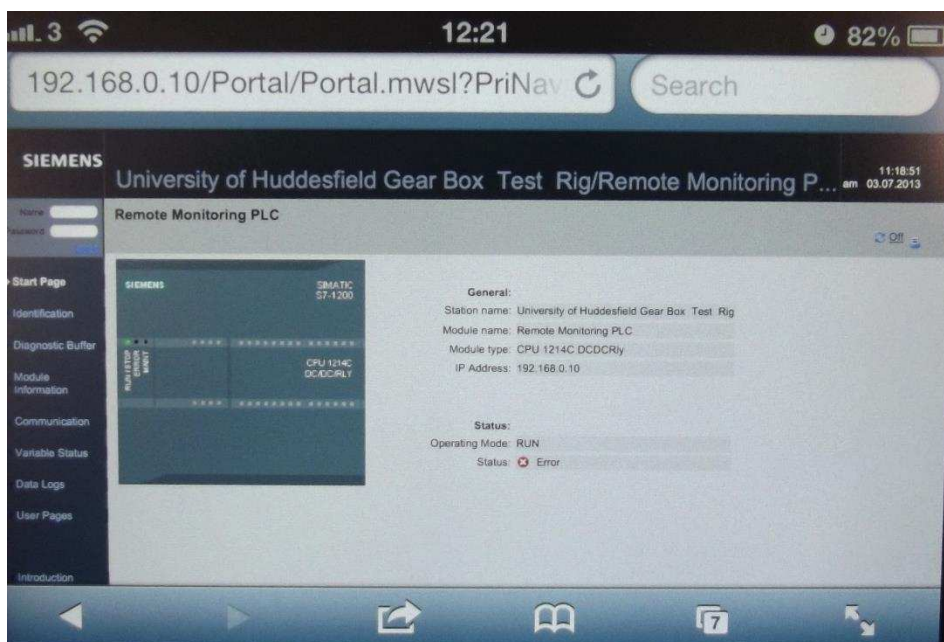 3 12:21 82%
192.168.0.10/Portal/Portal.mwsl?PriNav Search
SIEMENS
University of Huddesfield Gear Box Test Rig/Remote Monitoring P...
11:18:51
am 03.07.2013
Name
Password
Remote Monitoring PLC
Off
Start Page
Identification
Diagnostic Buffer
Module
Information
Communication
Variable Status
Data Logs
User Pages
Introduction
SIEMENS
SIMATIC
S7-1200
RUN / STOP
ERROR
MAINT
CPU 1214C
DC/DC/RLY
General:
Station name: University of Huddesfield Gear Box Test Rig
Module name: Remote Monitoring PLC
Module type: CPU 1214C DCDCRly
IP Address: 192.168.0.10
Status:
Operating Mode: RUN
Status: Error
7